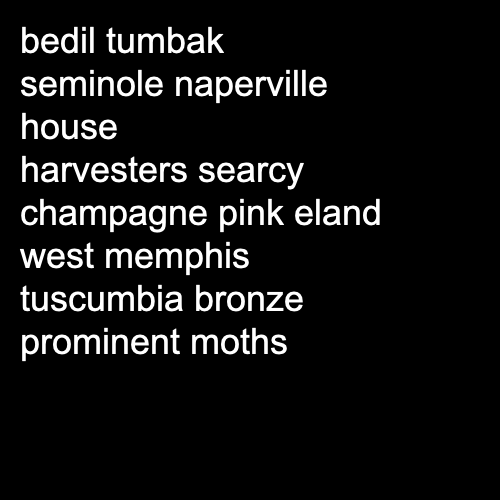 bedil tumbak
seminole naperville
house
harvesters searcy
champagne pink eland
west memphis
tuscumbia bronze
prominent moths